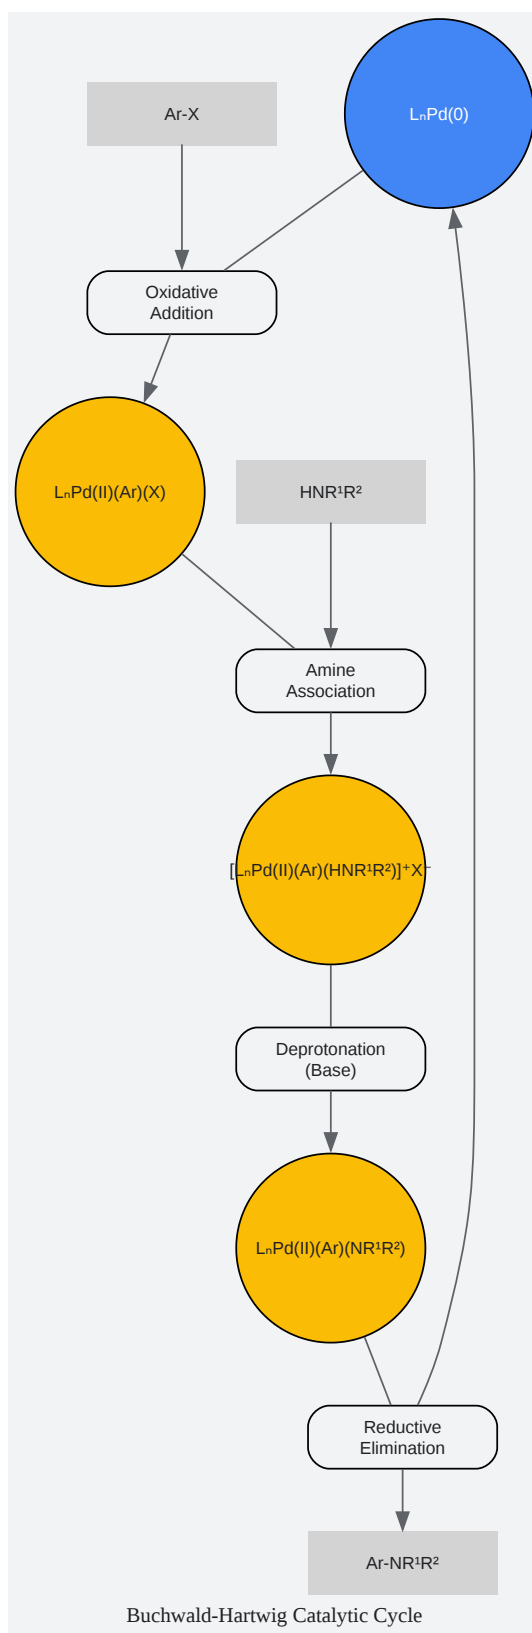 Ar-X
LₙPd(0)
Oxidative
Addition
LₙPd(II)(Ar)(X)
HNR¹R²
Amine
Association
[LₙPd(II)(Ar)(HNR¹R²)]⁺X⁻
Deprotonation
(Base)
LₙPd(II)(Ar)(NR¹R²)
Reductive
Elimination
Ar-NR¹R²
Buchwald-Hartwig Catalytic Cycle